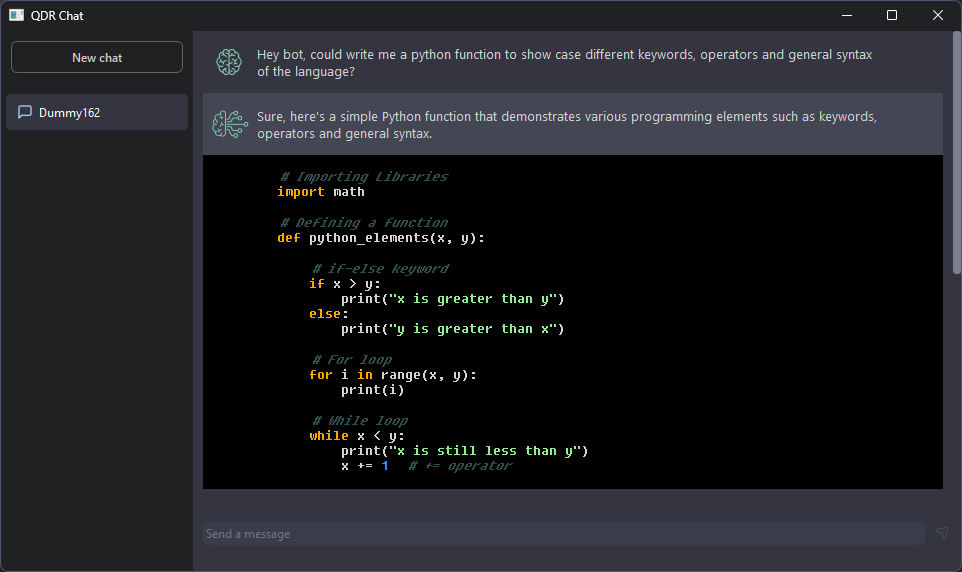 QDR Chat
New chat
Dummy162
Hey bot, could write me a python function to show case different keywords, operators and general syntax
of the language?
Sure, here's a simple Python function that demonstrates various programming elements such as keywords,
operators and general syntax.
# Importing Libraries
import math
# Defining a Function
def python_elements(x, y):
# if-else keyword
if x > y:
print("x is greater than y")
else:
print("y is greater than x")
# For loop
for i in range(x, y):
print(i)
# While loop
while x < y:
print("x is still less than y")
x += 1 # += operator
Send a message